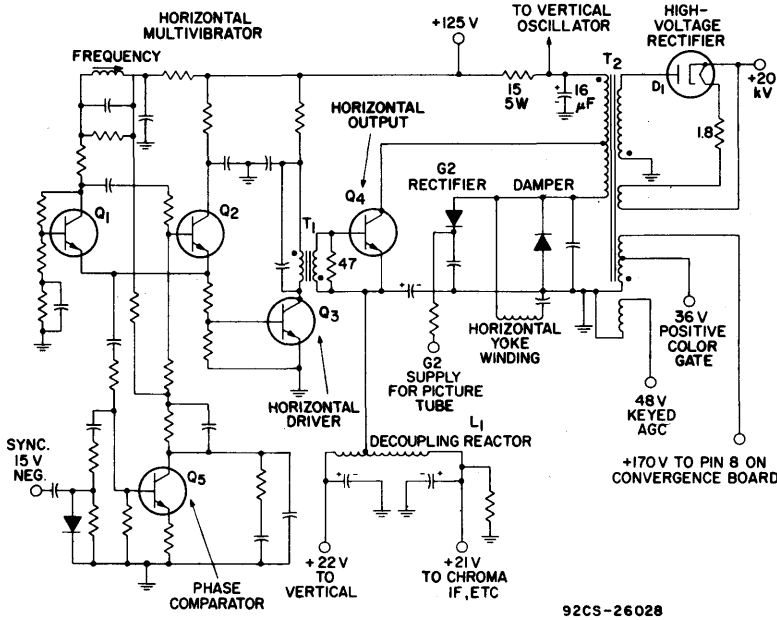 HORIZONTAL
MULTIVIBRATOR
FREQUENCY
+125 V
TO VERTICAL
OSCILLATOR
HIGH-
VOLTAGE
RECTIFIER
T2
D1
+20
kV
15
5W
+
-
16
μF
1.8
HORIZONTAL
OUTPUT
G2
RECTIFIER
DAMPER
Q1
Q2
T1
Q4
47
+ -
Q3
HORIZONTAL
YOKE
WINDING
36 V
POSITIVE
COLOR
GATE
G2
SUPPLY
FOR PICTURE
TUBE
48 V
KEYED
AGC
HORIZONTAL
DRIVER
L1
DECOUPLING REACTOR
+170 V TO PIN 8 ON
CONVERGENCE BOARD
SYNC.
15 V
NEG.
Q5
+ -
- +
PHASE
COMPARATOR
+22 V
TO
VERTICAL
+21 V
TO CHROMA
IF, ETC
92CS-26028